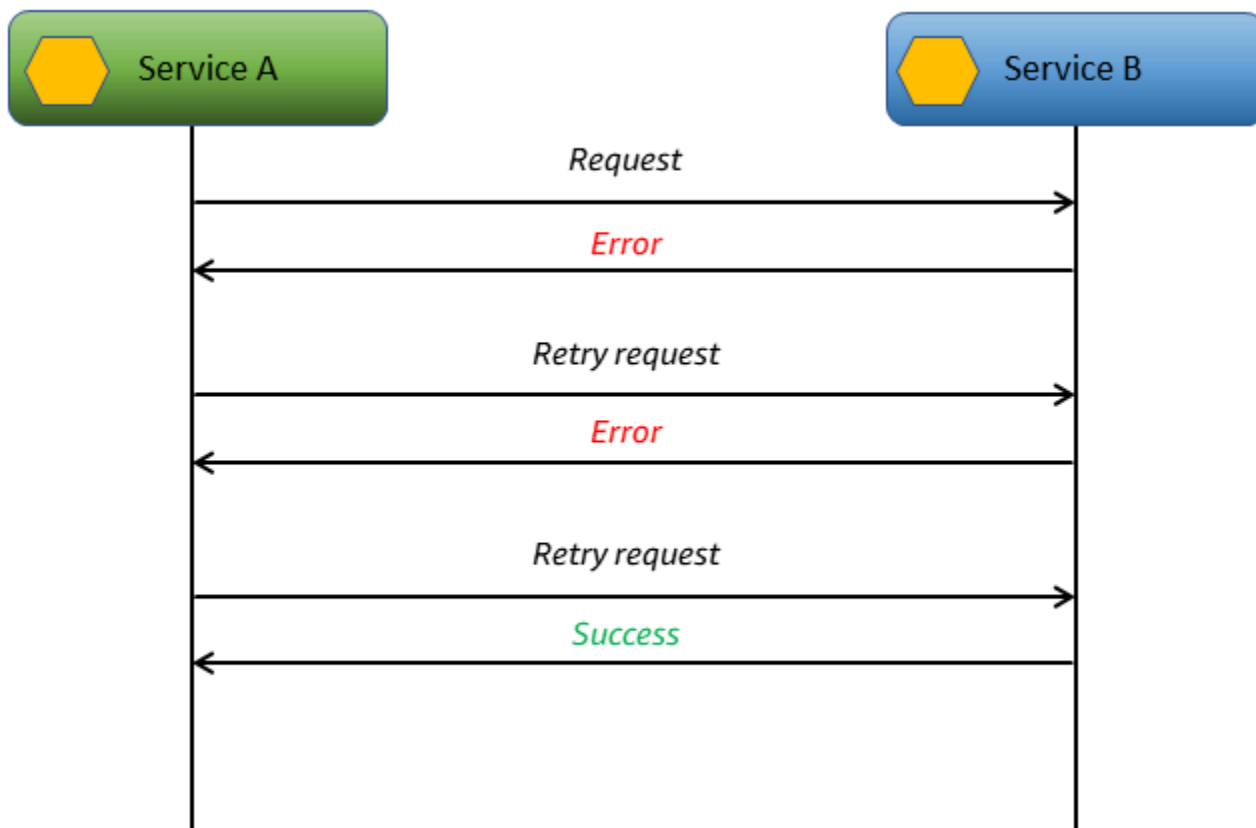 Service A
Service B
Request
Error
Retry request
Error
Retry request
Success